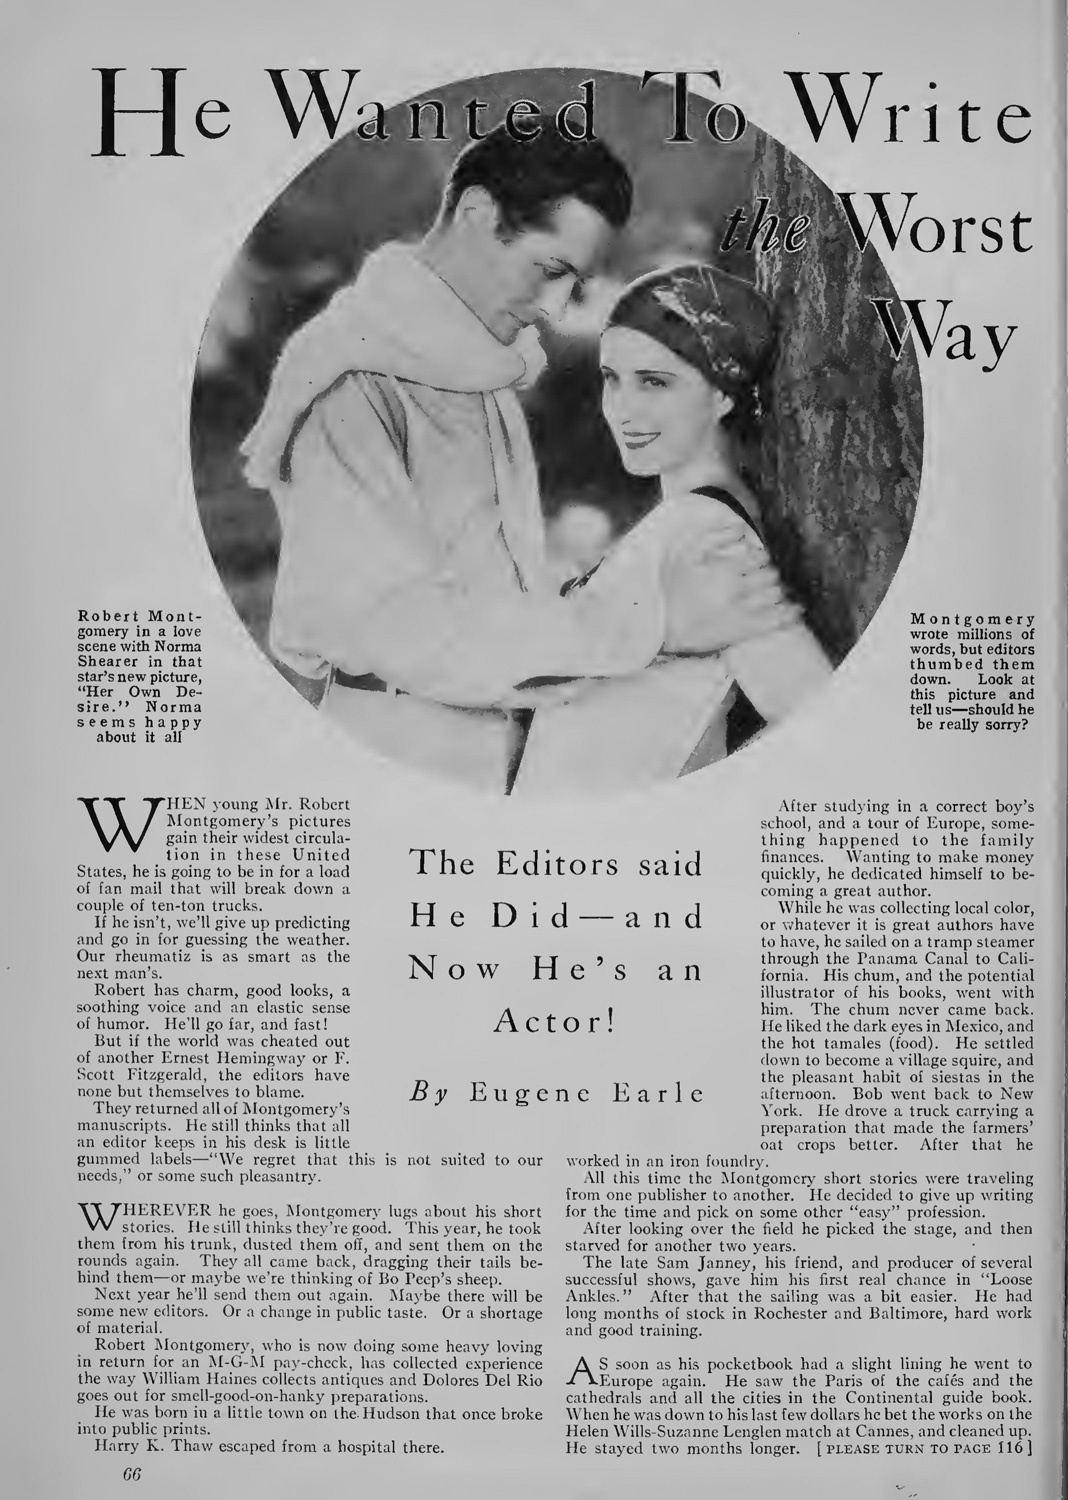 He Wanted To Write
the Worst
Way
Robert Mont-
gomery in a love
scene with Norma
Shearer in that
star's new picture,
"Her Own De-
sire." Norma
seems happy
about it all
Montgomery
wrote millions of
words, but editors
thumbed them
down. Look at
this picture and
tell us—should he
be really sorry?
WHEN young Mr. Robert
Montgomery's pictures
gain their widest circula-
tion in these United
States, he is going to be in for a load
of fan mail that will break down a
couple of ten-ton trucks.
If he isn't, we'll give up predicting
and go in for guessing the weather.
Our rheumatiz is as smart as the
next man's.
Robert has charm, good looks, a
soothing voice and an elastic sense
of humor. He'll go far, and fast!
But if the world was cheated out
of another Ernest Hemingway or F.
Scott Fitzgerald, the editors have
none but themselves to blame.
They returned all of Montgomery's
manuscripts. He still thinks that all
an editor keeps in his desk is little
gummed labels—"We regret that this is not suited to our
needs," or some such pleasantry.
WHEREVER he goes, Montgomery lugs about his short
stories. He still thinks they're good. This year, he took
them from his trunk, dusted them off, and sent them on the
rounds again. They all came back, dragging their tails be-
hind them—or maybe we're thinking of Bo Peep's sheep.
Next year he'll send them out again. Maybe there will be
some new editors. Or a change in public taste. Or a shortage
of material.
Robert Montgomery, who is now doing some heavy loving
in return for an M-G-M pay-check, has collected experience
the way William Haines collects antiques and Dolores Del Rio
goes out for smell-good-on-hanky preparations.
He was born in a little town on the Hudson that once broke
into public prints.
Harry K. Thaw escaped from a hospital there.
The Editors said
He Did—and
Now He's an
Actor!
By Eugene Earle
After studying in a correct boy's
school, and a tour of Europe, some-
thing happened to the family
finances. Wanting to make money
quickly, he dedicated himself to be-
coming a great author.
While he was collecting local color,
or whatever it is great authors have
to have, he sailed on a tramp steamer
through the Panama Canal to Cali-
fornia. His chum, and the potential
illustrator of his books, went with
him. The chum never came back.
He liked the dark eyes in Mexico, and
the hot tamales (food). He settled
down to become a village squire, and
the pleasant habit of siestas in the
afternoon. Bob went back to New
York. He drove a truck carrying a
preparation that made the farmers'
oat crops better. After that he
worked in an iron foundry.
All this time the Montgomery short stories were traveling
from one publisher to another. He decided to give up writing
for the time and pick on some other "easy" profession.
After looking over the field he picked the stage, and then
starved for another two years.
The late Sam Janney, his friend, and producer of several
successful shows, gave him his first real chance in "Loose
Ankles." After that the sailing was a bit easier. He had
long months of stock in Rochester and Baltimore, hard work
and good training.
AS soon as his pocketbook had a slight lining he went to
Europe again. He saw the Paris of the cafés and the
cathedrals and all the cities in the Continental guide book.
When he was down to his last few dollars he bet the works on the
Helen Wills-Suzanne Lenglen match at Cannes, and cleaned up.
He stayed two months longer. [PLEASE TURN TO PAGE 116]
66